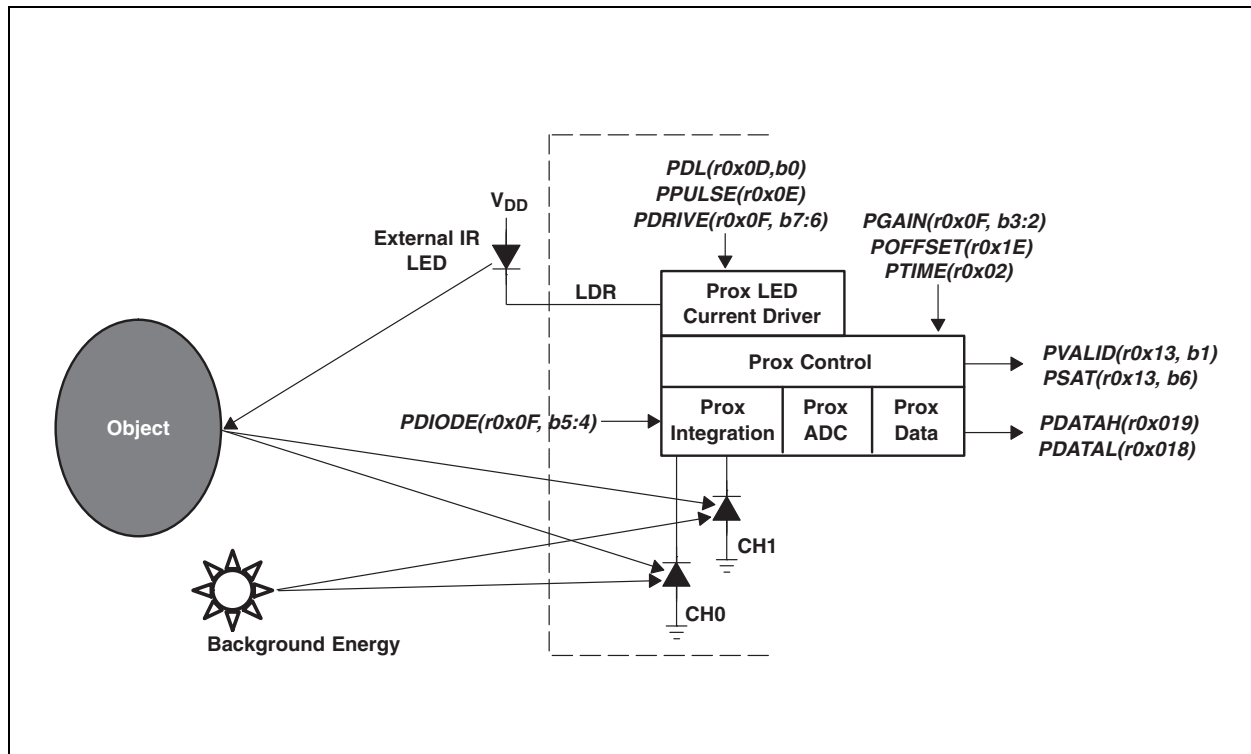 PDL(r0x0D,b0)
PPULSE(r0x0E)
PDRIVE(r0x0F, b7:6)
VDD
External IR
LED
PGAIN(r0x0F, b3:2)
POFFSET(r0x1E)
PTIME(r0x02)
LDR
Prox LED
Current Driver
Prox Control
PVALID(r0x13, b1)
PSAT(r0x13, b6)
Object
PDIODE(r0x0F, b5:4)
Prox
Integration
Prox
ADC
Prox
Data
PDATAH(r0x019)
PDATAL(r0x018)
CH1
CH0
Background Energy